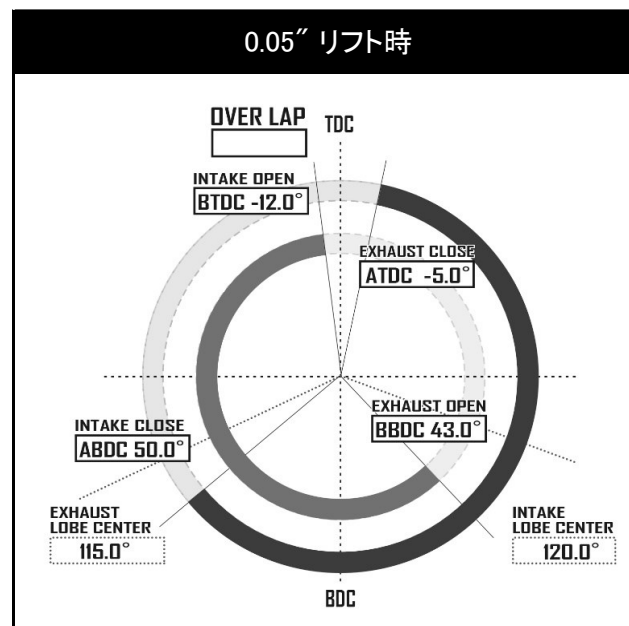 0.05″ リフト時
OVER LAP
TDC
INTAKE OPEN
BTDC -12.0°
EXHAUST CLOSE
ATDC -5.0°
EXHAUST OPEN
BBDC 43.0°
INTAKE CLOSE
ABDC 50.0°
EXHAUST
LOBE CENTER
115.0°
INTAKE
LOBE CENTER
120.0°
BDC